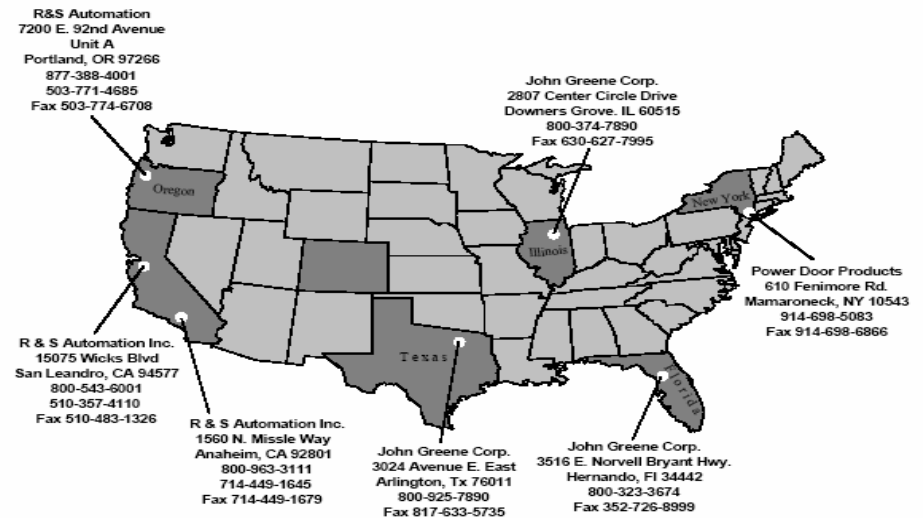 R&S Automation
7200 E. 92nd Avenue
Unit A
Portland, OR 97266
877-388-4001
503-771-4685
Fax 503-774-6708
John Greene Corp.
2807 Center Circle Drive
Downers Grove. IL 60515
800-374-7890
Fax 630-627-7995
Oregon
New York
Illinois
Texas
Florida
Power Door Products
610 Fenimore Rd.
Mamaroneck, NY 10543
914-698-5083
Fax 914-698-6866
R & S Automation Inc.
15075 Wicks Blvd
San Leandro, CA 94577
800-543-6001
510-357-4110
Fax 510-483-1326
R & S Automation Inc.
1560 N. Missle Way
Anaheim, CA 92801
800-963-3111
714-449-1645
Fax 714-449-1679
John Greene Corp.
3024 Avenue E. East
Arlington, Tx 76011
800-925-7890
Fax 817-633-5735
John Greene Corp.
3516 E. Norvell Bryant Hwy.
Hernando, Fl 34442
800-323-3674
Fax 352-726-8999